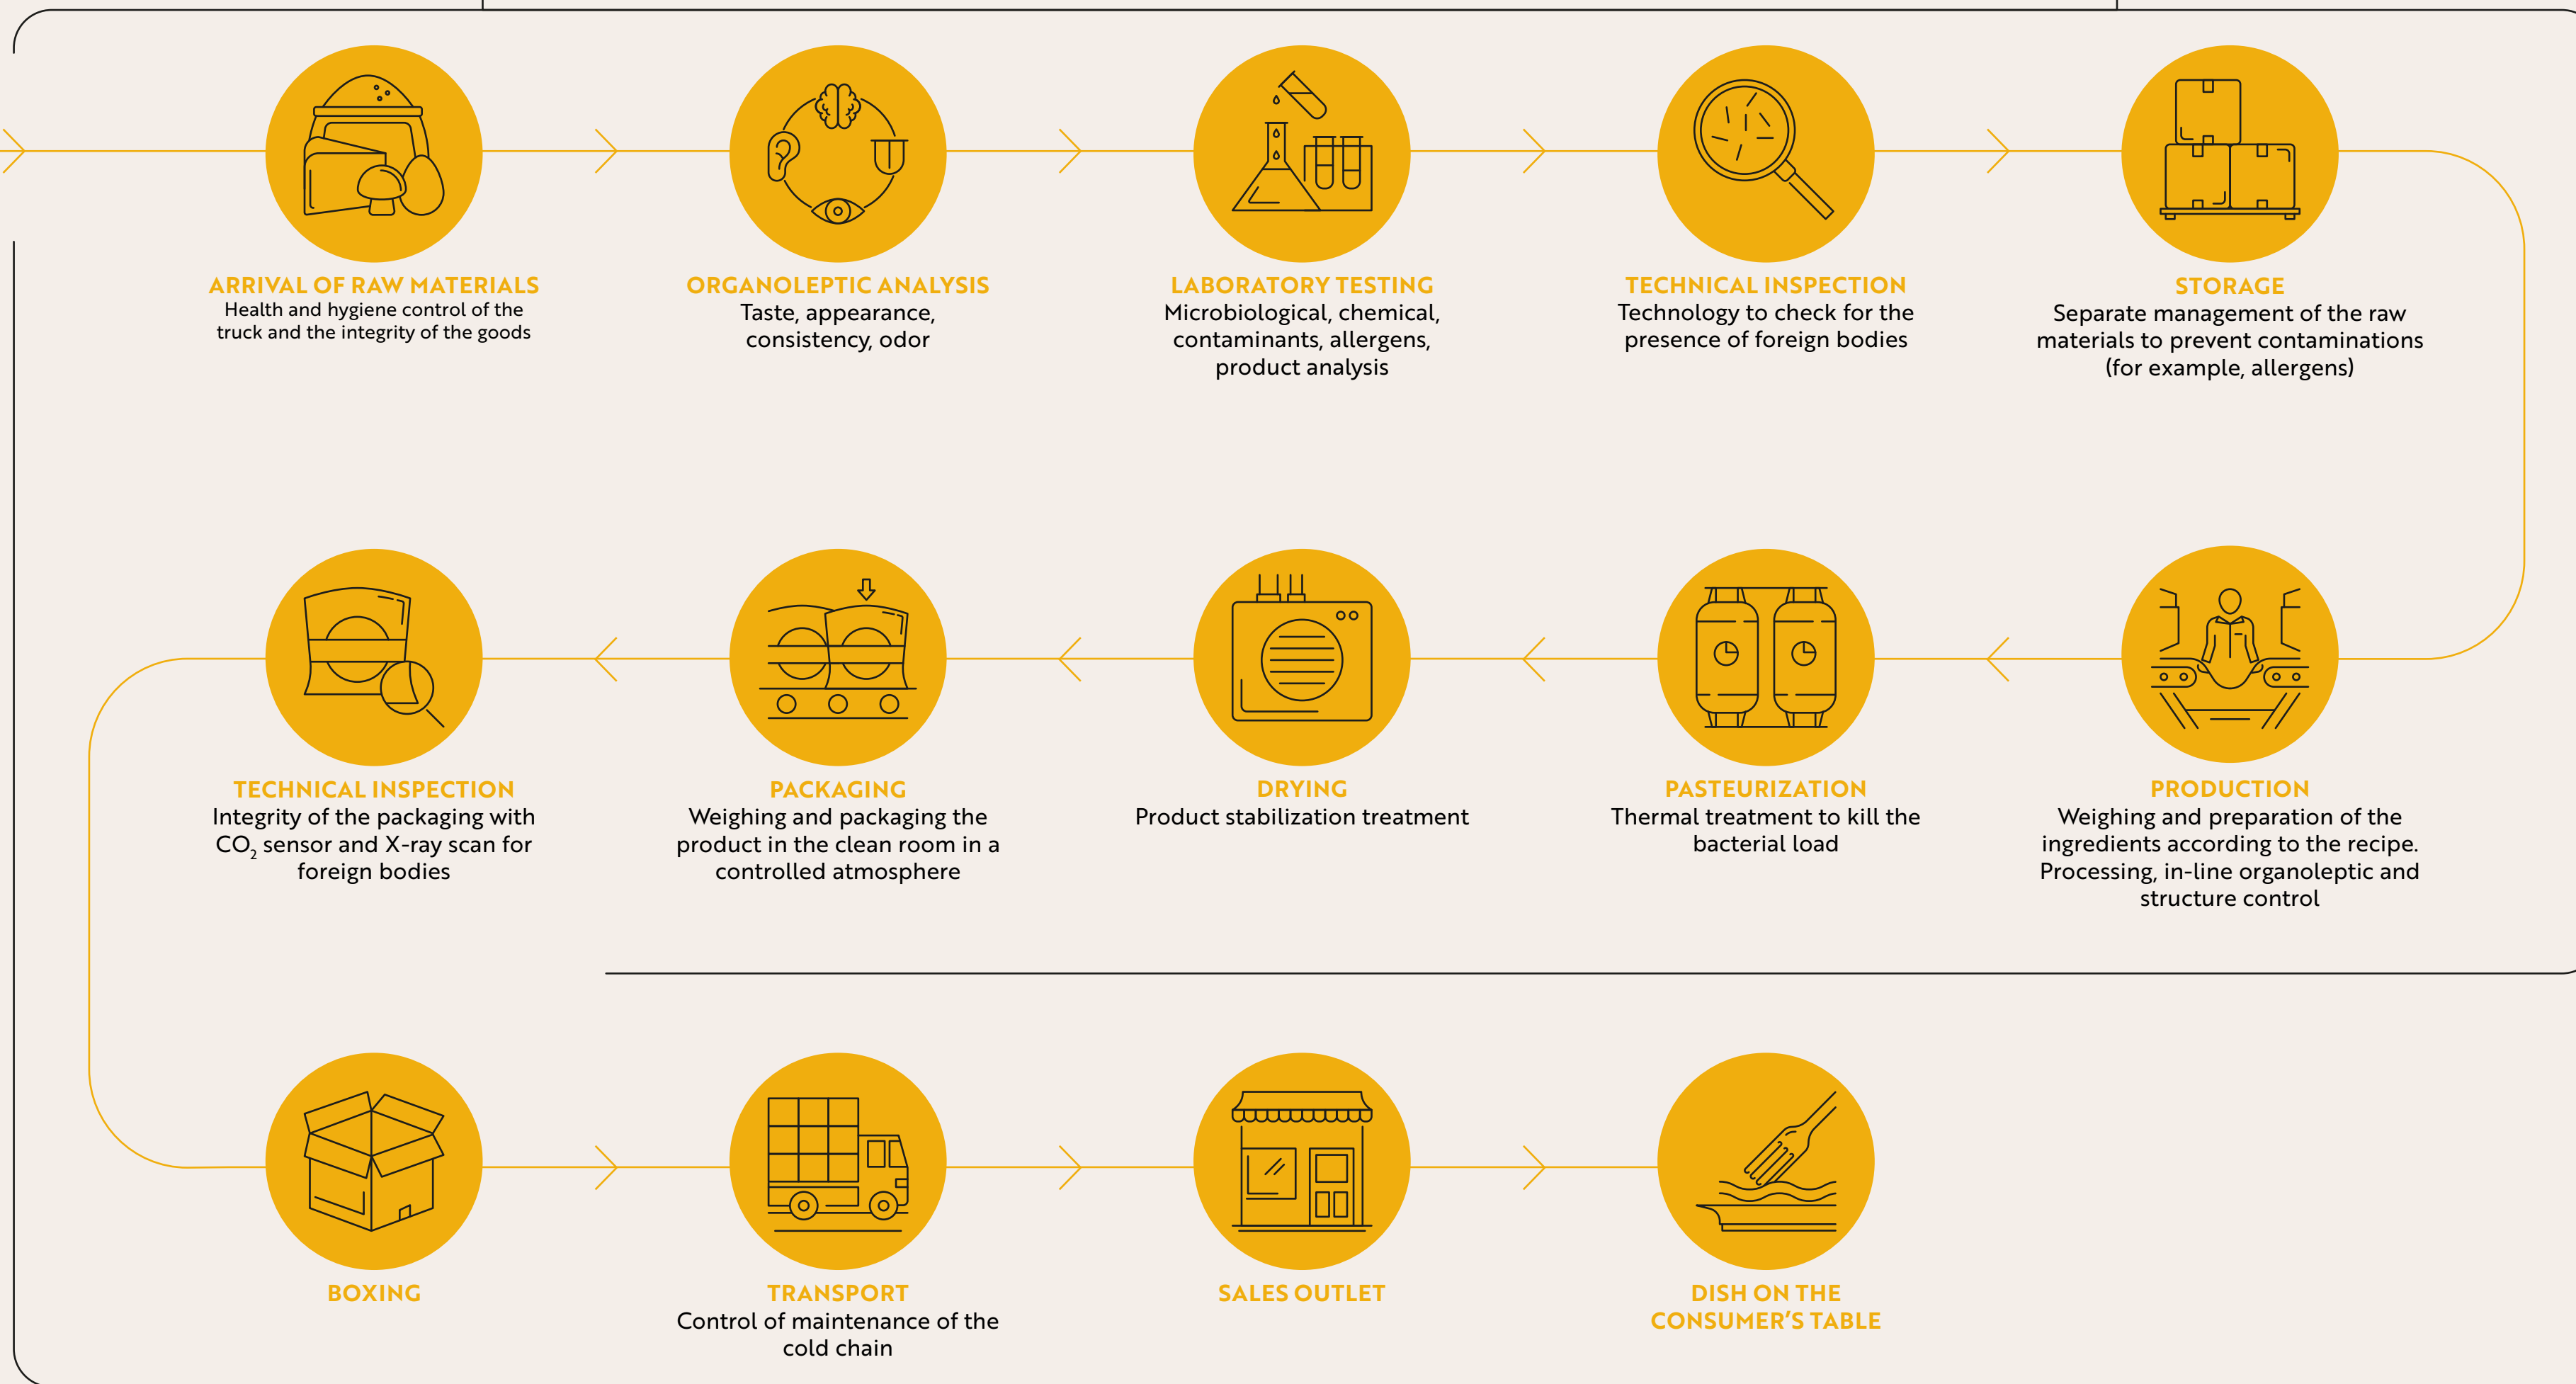 ARRIVAL OF RAW MATERIALS
Health and hygiene control of the
truck and the integrity of the goods
ORGANOLEPTIC ANALYSIS
Taste, appearance,
consistency, odor
LABORATORY TESTING
Microbiological, chemical,
contaminants, allergens,
product analysis
TECHNICAL INSPECTION
Technology to check for the
presence of foreign bodies
STORAGE
Separate management of the raw
materials to prevent contaminations
(for example, allergens)
PRODUCTION
Weighing and preparation of the
ingredients according to the recipe.
Processing, in-line organoleptic and
structure control
PASTEURIZATION
Thermal treatment to kill the
bacterial load
DRYING
Product stabilization treatment
PACKAGING
Weighing and packaging the
product in the clean room in a
controlled atmosphere
TECHNICAL INSPECTION
Integrity of the packaging with
CO₂ sensor and X-ray scan for
foreign bodies
BOXING
TRANSPORT
Control of maintenance of the
cold chain
SALES OUTLET
DISH ON THE
CONSUMER’S TABLE